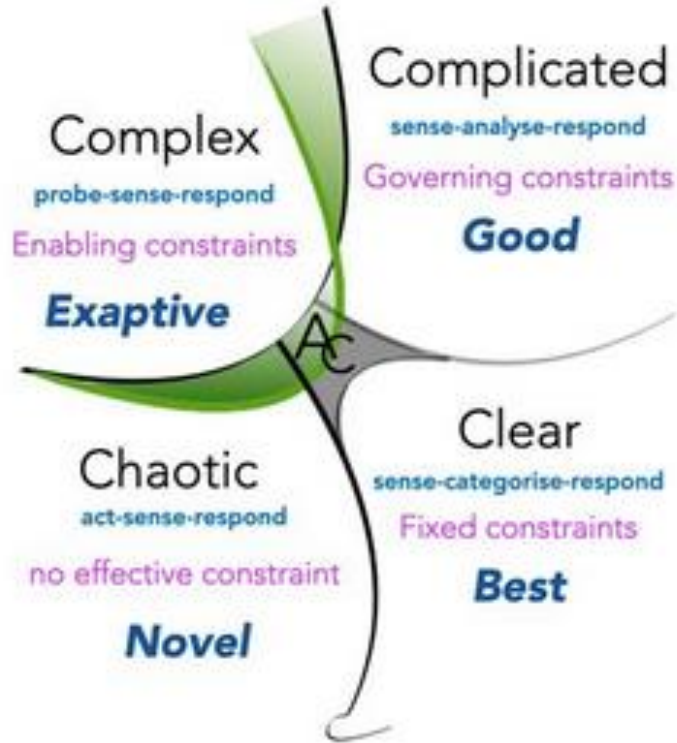 Complex
probe-sense-respond
Enabling constraints
Exaptive
Complicated
sense-analyse-respond
Governing constraints
Good
AC
Chaotic
act-sense-respond
no effective constraint
Novel
Clear
sense-categorise-respond
Fixed constraints
Best